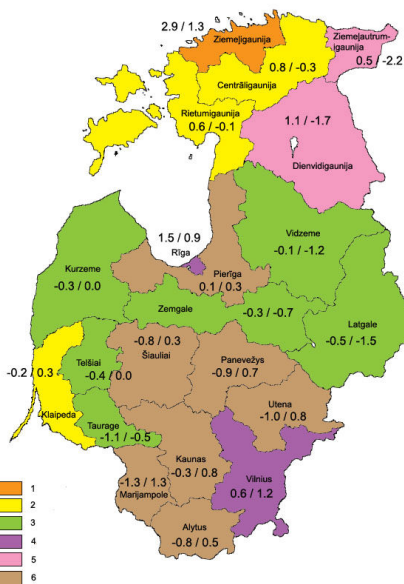 2.9 / 1.3
Ziemeļigaunija
Ziemeļautrum-
igaunija
0.5 / -2.2
0.8 / -0.3
Centrāligaunija
Rietumigaunija
0.6 / -0.1
1.1 / -1.7
Dienvidigaunija
1.5 / 0.9
Rīga
Vidzeme
-0.1 / -1.2
Kurzeme
-0.3 / 0.0
Pierīga
0.1 / 0.3
Zemgale
-0.3 / -0.7
Latgale
-0.5 / -1.5
-0.8 / 0.3
Šiauliai
Panevežys
-0.9 / 0.7
Telšiai
-0.4 / 0.0
-0.2 / 0.3
Klaipeda
Utena
-1.0 / 0.8
Taurage
-1.1 / -0.5
Kaunas
-0.3 / 0.8
-1.3 / 1.3
Marijampole
Vilnius
0.6 / 1.2
Alytus
-0.8 / 0.5
1
2
3
4
5
6